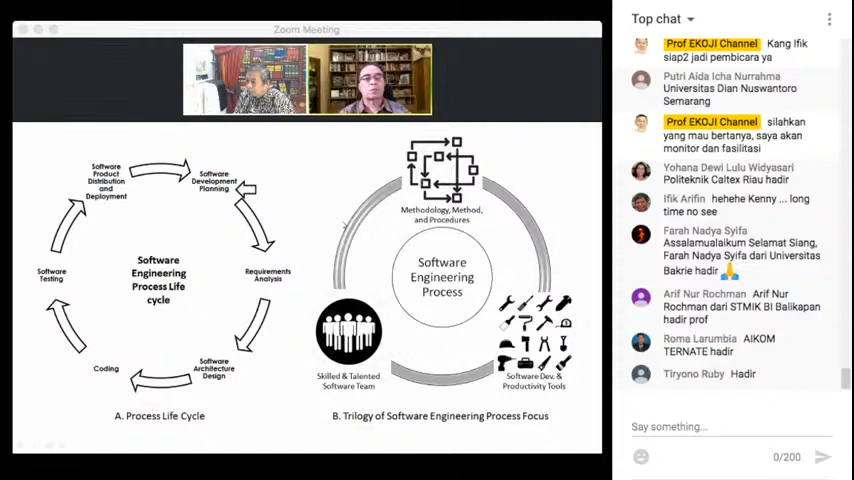 Zoom Meeting
Software
Product
Distribution
and
Deployment
Software
Development
Planning
Software
Engineering
Process Life
cycle
Software
Testing
Requirements
Analysis
Coding
Software
Architecture
Design
A. Process Life Cycle
Methodology, Method,
and Procedures
Software
Engineering
Process
Skilled & Talented
Software Team
Software Dev. &
Productivity Tools
B. Trilogy of Software Engineering Process Focus
Top chat
Prof EKOJI Channel Kang Ifik
siap2 jadi pembicara ya
Putri Aida Icha Nurrahma
Universitas Dian Nuswantoro
Semarang
Prof EKOJI Channel silahkan
yang mau bertanya, saya akan
monitor dan fasilitasi
Yohana Dewi Lulu Widyasari
Politeknik Caltex Riau hadir
Ifik Arifin hehehe Kenny ... long
time no see
Farah Nadya Syifa
Assalamualaikum Selamat Siang,
Farah Nadya Syifa dari Universitas
Bakrie hadir 🙏
Arif Nur Rochman Arif Nur
Rochman dari STMIK BI Balikapan
hadir prof
Roma Larumbia AIKOM
TERNATE hadir
Tiryono Ruby Hadir
Say something...
0/200